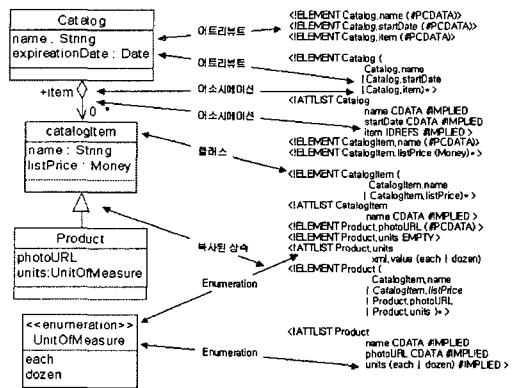 Catalog
name : String
expireationDate : Date
+item
0..*
catalogItem
name : String
listPrice : Money
Product
photoURL
units:UnitOfMeasure
<<enumeration>>
UnitOfMeasure
each
dozen
어트리뷰트
어트리뷰트
어소시에이션
어소시에이션
클래스
복사된 상속
Enumeration
Enumeration
<!ELEMENT Catalog.name (#PCDATA)>
<!ELEMENT Catalog.startDate (#PCDATA)>
<!ELEMENT Catalog.item (#PCDATA)>
<!ELEMENT Catalog (
Catalog.name
| Catalog.startDate
| Catalog.item)* >
<!ATTLIST Catalog
name CDATA #IMPLIED
startDate CDATA #IMPLIED
item IDREFS #IMPLIED >
<!ELEMENT CatalogItem.name (#PCDATA)>
<!ELEMENT CatalogItem.listPrice (Money)* >
<!ELEMENT CatalogItem (
CatalogItem.name
| CatalogItem.listPrice)* >
<!ATTLIST CatalogItem
name CDATA #IMPLIED >
<!ELEMENT Product.photoURL (#PCDATA)>
<!ELEMENT Product.units EMPTY>
<!ATTLIST Product.units
xml.value (each | dozen)
<!ELEMENT Product (
CatalogItem.name
| CatalogItem.listPrice
| Product.photoURL
| Product.units )* >
<!ATTLIST Product
name CDATA #IMPLIED
photoURL CDATA #IMPLIED
units (each | dozen) #IMPLIED >